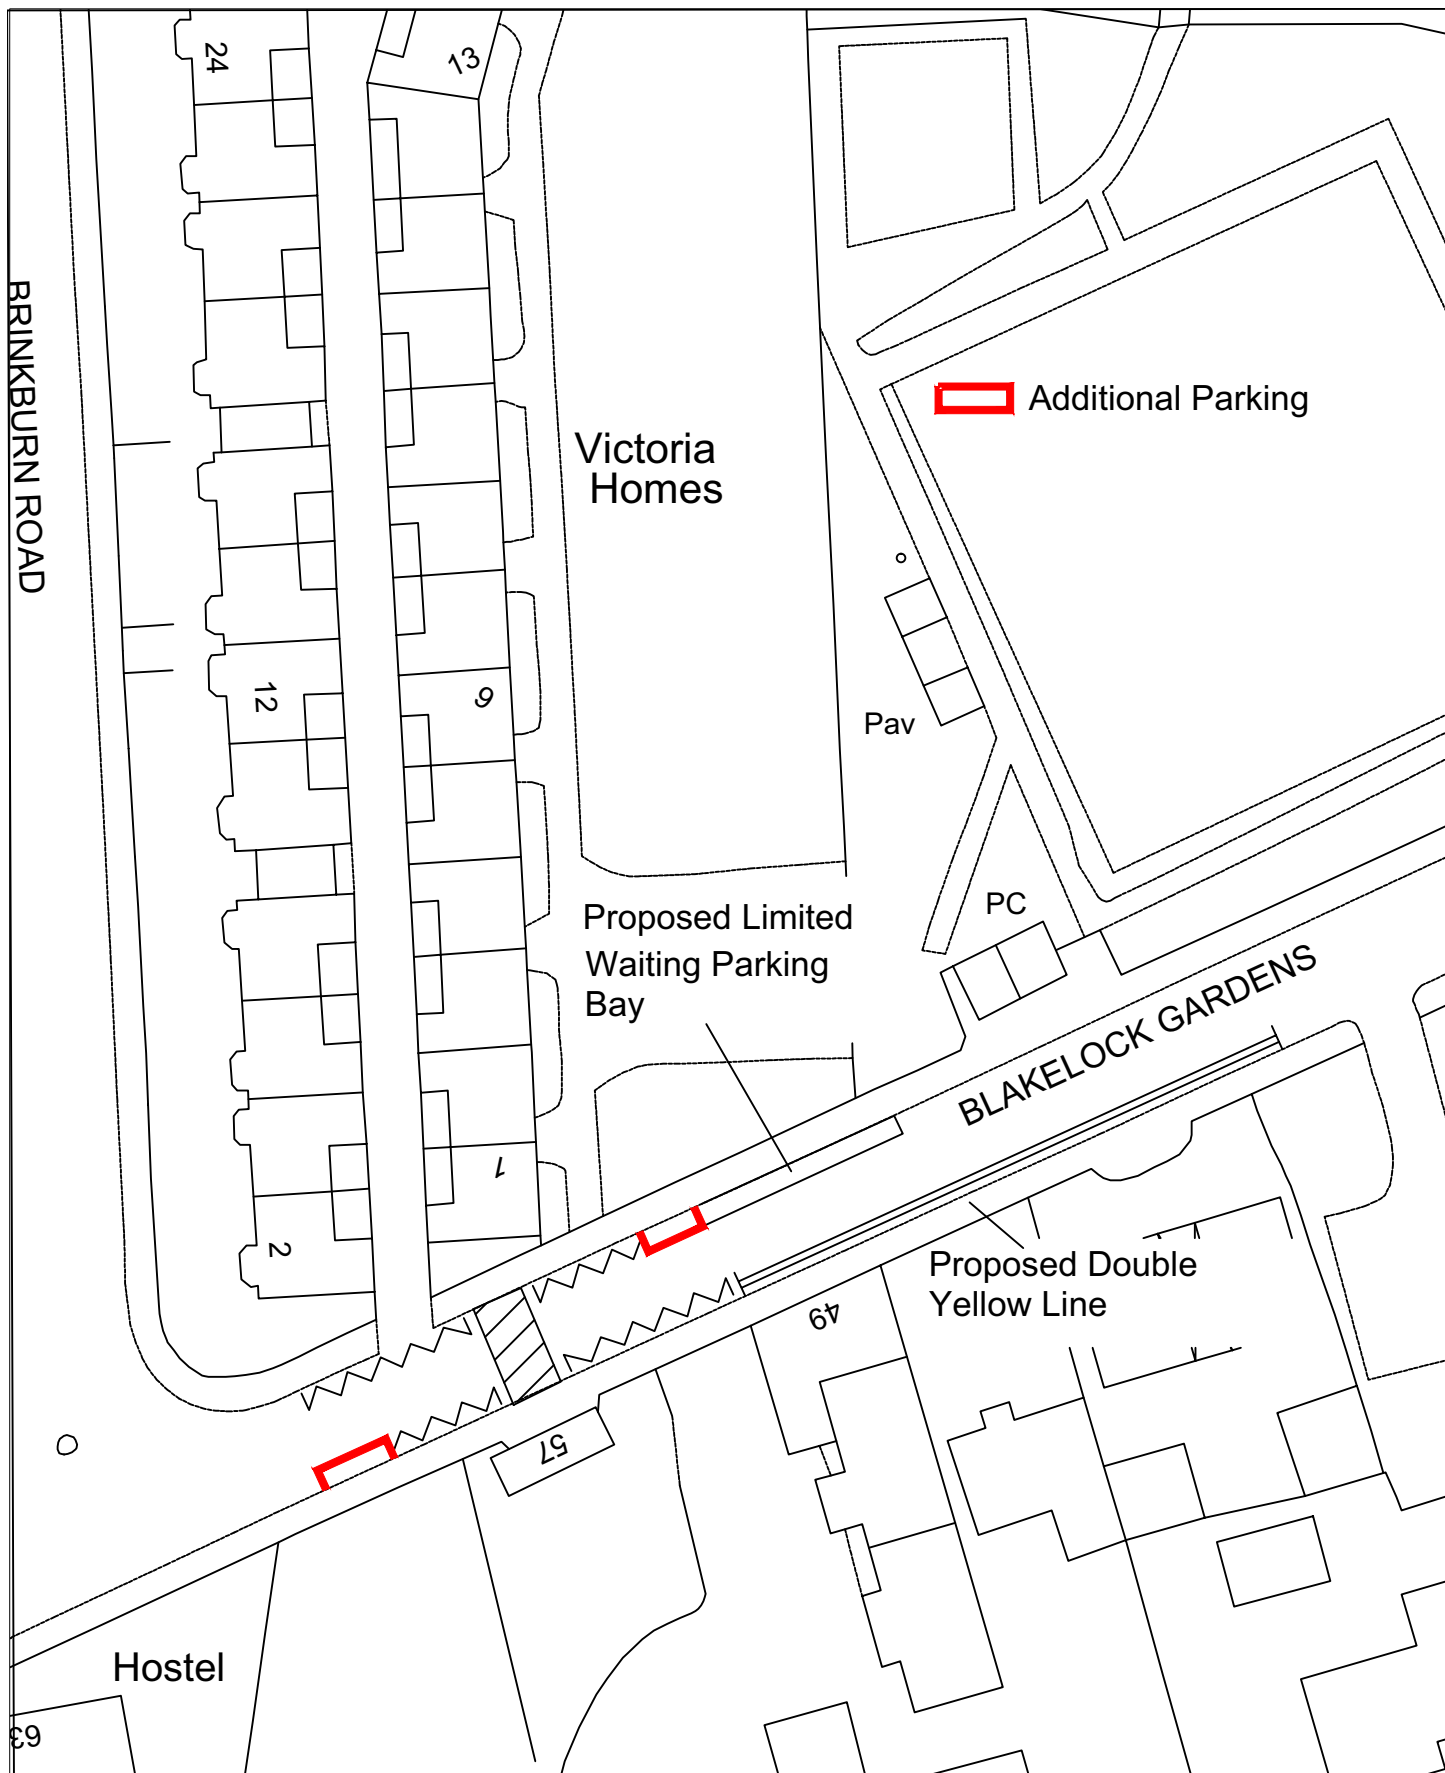 24
13
BRINKBURN ROAD
Additional Parking
Victoria
Homes
12
9
Pav
PC
Proposed Limited
Waiting Parking
Bay
BLAKELOCK GARDENS
1
2
Proposed Double
Yellow Line
49
57
Hostel
63